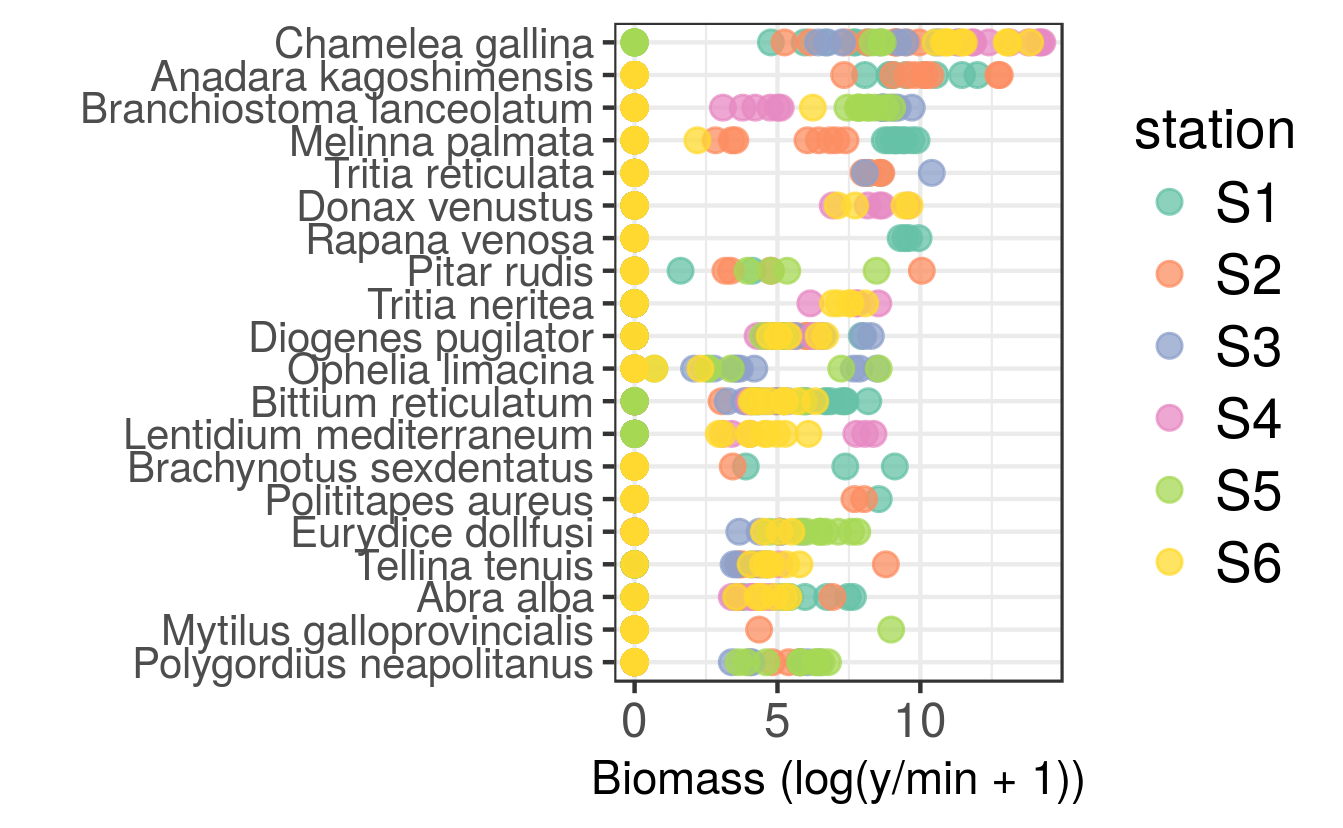 Chamelea gallina
Anadara kagoshimensis
Branchiostoma lanceolatum
Melinna palmata
Tritia reticulata
Donax venustus
Rapana venosa
Pitar rudis
Tritia neritea
Diogenes pugilator
Ophelia limacina
Bittium reticulatum
Lentidium mediterraneum
Brachynotus sexdentatus
Polititapes aureus
Eurydice dollfusi
Tellina tenuis
Abra alba
Mytilus galloprovincialis
Polygordius neapolitanus
0 5 10
Biomass (log(y/min + 1))
station
S1
S2
S3
S4
S5
S6